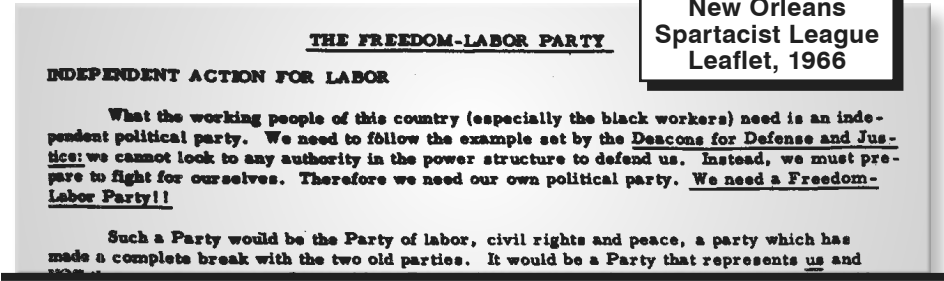 New Orleans
Spartacist League
Leaflet, 1966
THE FREEDOM-LABOR PARTY
INDEPENDENT ACTION FOR LABOR
What the working people of this country (especially the black workers) need is an inde-
pendent political party. We need to follow the example set by the Deacons for Defense and Jus-
tice: we cannot look to any authority in the power structure to defend us. Instead, we must pre-
pare to fight for ourselves. Therefore we need our own political party. We need a Freedom-
Labor Party!!
Such a Party would be the Party of labor, civil rights and peace, a party which has
made a complete break with the two old parties. It would be a Party that represents us and